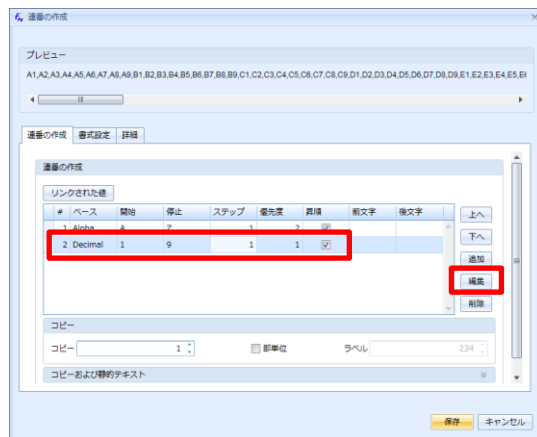 連番の作成
プレビュー
A1,A2,A3,A4,A5,A6,A7,A8,A9,B1,B2,B3,B4,B5,B6,B7,B8,B9,C1,C2,C3,C4,C5,C6,C7,C8,C9,D1,D2,D3,D4,D5,D6,D7,D8,D9,E1,E2,E3,E4,E5,E6
連番の作成 書式設定 詳細
連番の作成
リンクされた値
# ベース 開始 停止 ステップ 優先度 昇順 前文字 後文字
上へ
1 Alpha A Z 1 2
下へ
2 Decimal 1 9 1 1
追加
編集
削除
コピー
コピー 1 部単位 ラベル 234
コピーおよび静的テキスト
保存 キャンセル